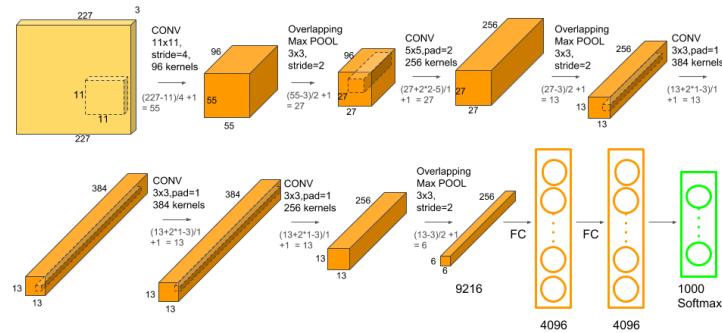 227
3
11
11
227
CONV
11x11,
stride=4,
96 kernels
(227-11)/4 +1
= 55
96
55
55
Overlapping
Max POOL
3x3,
stride=2
(55-3)/2 +1
= 27
96
27
27
CONV
5x5,pad=2
256 kernels
(27+2*2-5)/1
+1 = 27
256
27
27
Overlapping
Max POOL
3x3,
stride=2
(27-3)/2 +1
= 13
256
13
13
CONV
3x3,pad=1
384 kernels
(13+2*1-3)/1
+1 = 13
384
13
13
CONV
3x3,pad=1
384 kernels
(13+2*1-3)/1
+1 = 13
384
13
13
CONV
3x3,pad=1
256 kernels
(13+2*1-3)/1
+1 = 13
256
13
13
Overlapping
Max POOL
3x3,
stride=2
(13-3)/2 +1
= 6
256
6
6
9216
FC
4096
FC
4096
1000
Softmax